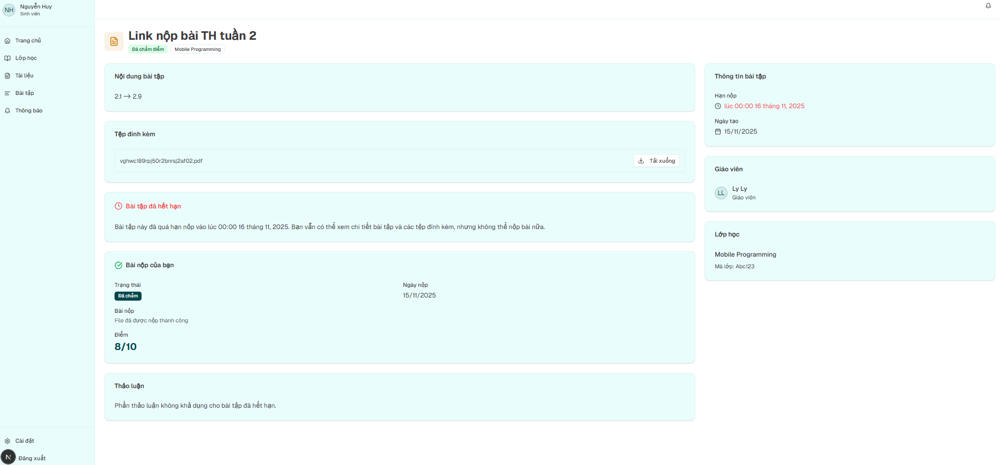 NH
Nguyễn Huy
Sinh viên
Trang chủ
Lớp học
Tài liệu
Bài tập
Thông báo
Cài đặt
N
Đăng xuất
Link nộp bài TH tuần 2
Đã chấm điểm
Mobile Programming
Nội dung bài tập
2.1 → 2.9
Tệp đính kèm
vghwc189rpj50r2bnrsj2af02.pdf
Tải xuống
Bài tập đã hết hạn
Bài tập này đã quá hạn nộp vào lúc 00:00 16 tháng 11, 2025. Bạn vẫn có thể xem chi tiết bài tập và các tệp đính kèm, nhưng không thể nộp bài nữa.
Bài nộp của bạn
Trạng thái
Đã chấm
Ngày nộp
15/11/2025
Bài nộp
File đã được nộp thành công
Điểm
8/10
Thảo luận
Phần thảo luận không khả dụng cho bài tập đã hết hạn.
Thông tin bài tập
Hạn nộp
lúc 00:00 16 tháng 11, 2025
Ngày tạo
15/11/2025
Giáo viên
LL
Ly Ly
Giáo viên
Lớp học
Mobile Programming
Mã lớp: Abc123